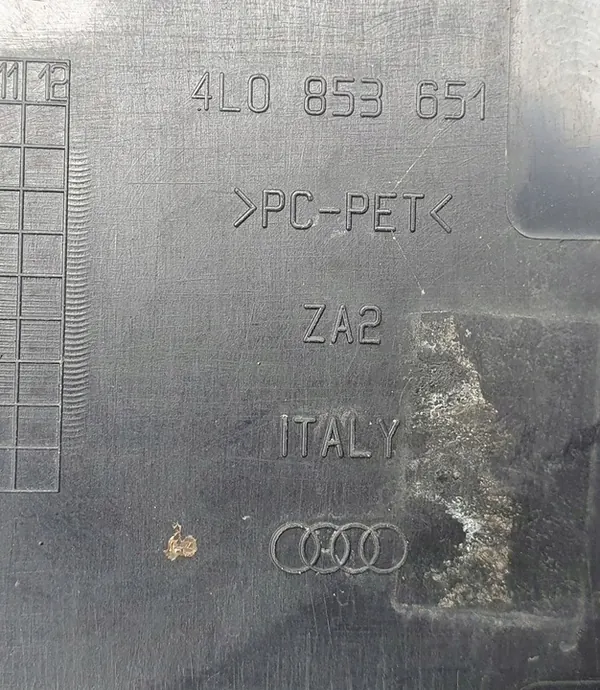 11 12
4L0 853 651
>PC-PET<
ZA2
ITALY